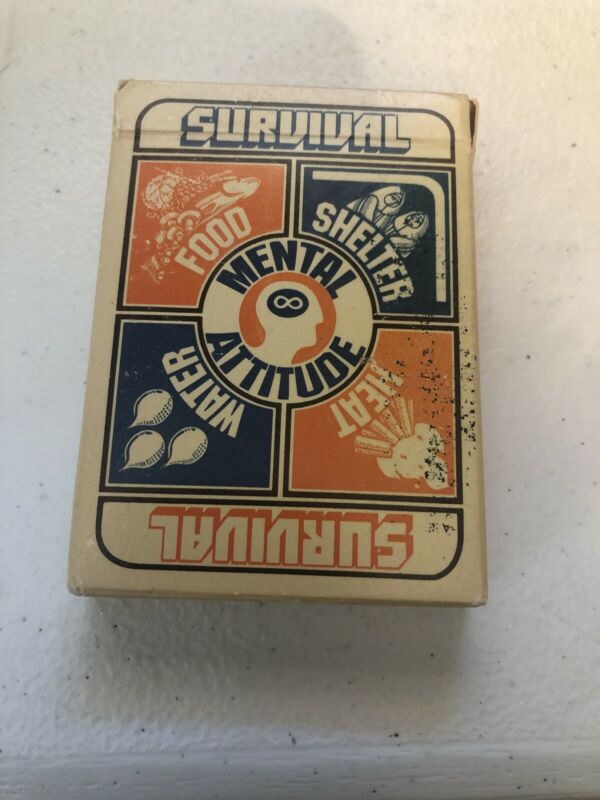 SURVIVAL
FOOD
SHELTER
MENTAL
ATTITUDE
WATER
HEAT
SURVIVAL